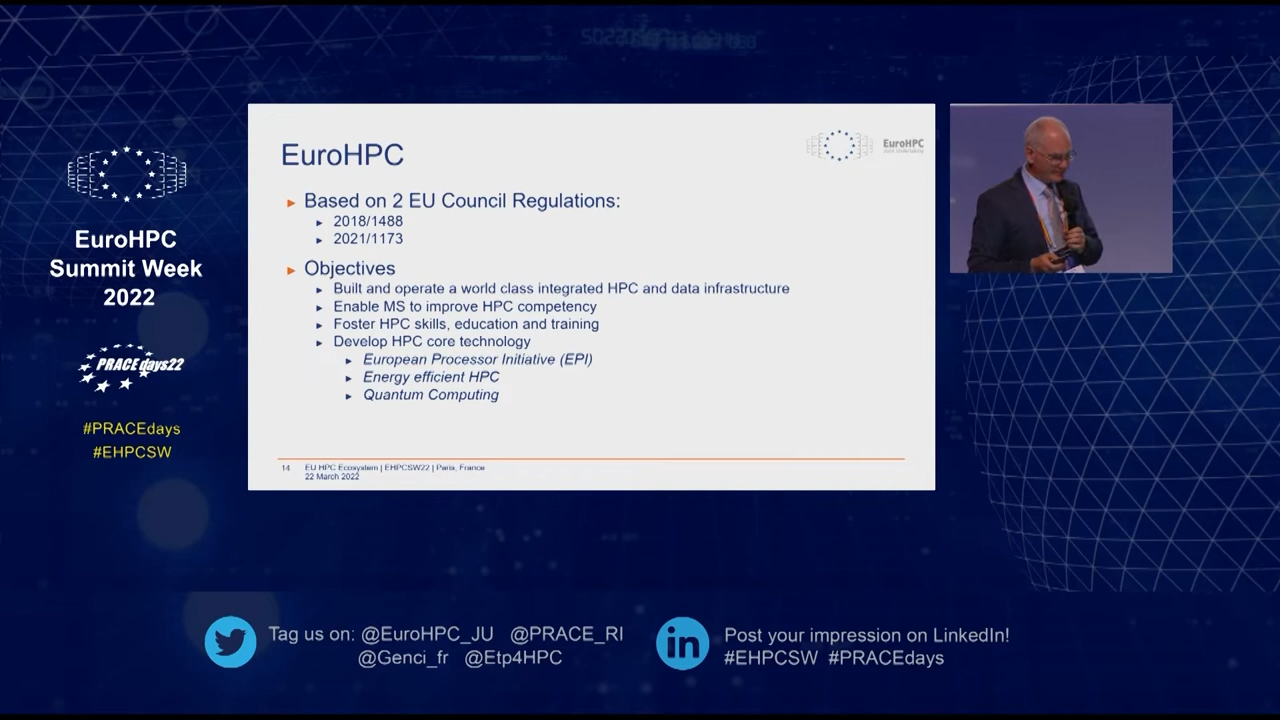 EuroHPC
Summit Week
2022
PRACEdays22
#PRACEdays
#EHPCSW
EuroHPC
EuroHPC
Joint Undertaking
Based on 2 EU Council Regulations:
2018/1488
2021/1173
Objectives
Built and operate a world class integrated HPC and data infrastructure
Enable MS to improve HPC competency
Foster HPC skills, education and training
Develop HPC core technology
European Processor Initiative (EPI)
Energy efficient HPC
Quantum Computing
14 EU HPC Ecosystem | EHPCSW22 | Paris, France
22 March 2022
Tag us on: @EuroHPC_JU @PRACE_RI
@Genci_fr @Etp4HPC
in
Post your impression on LinkedIn!
#EHPCSW #PRACEdays